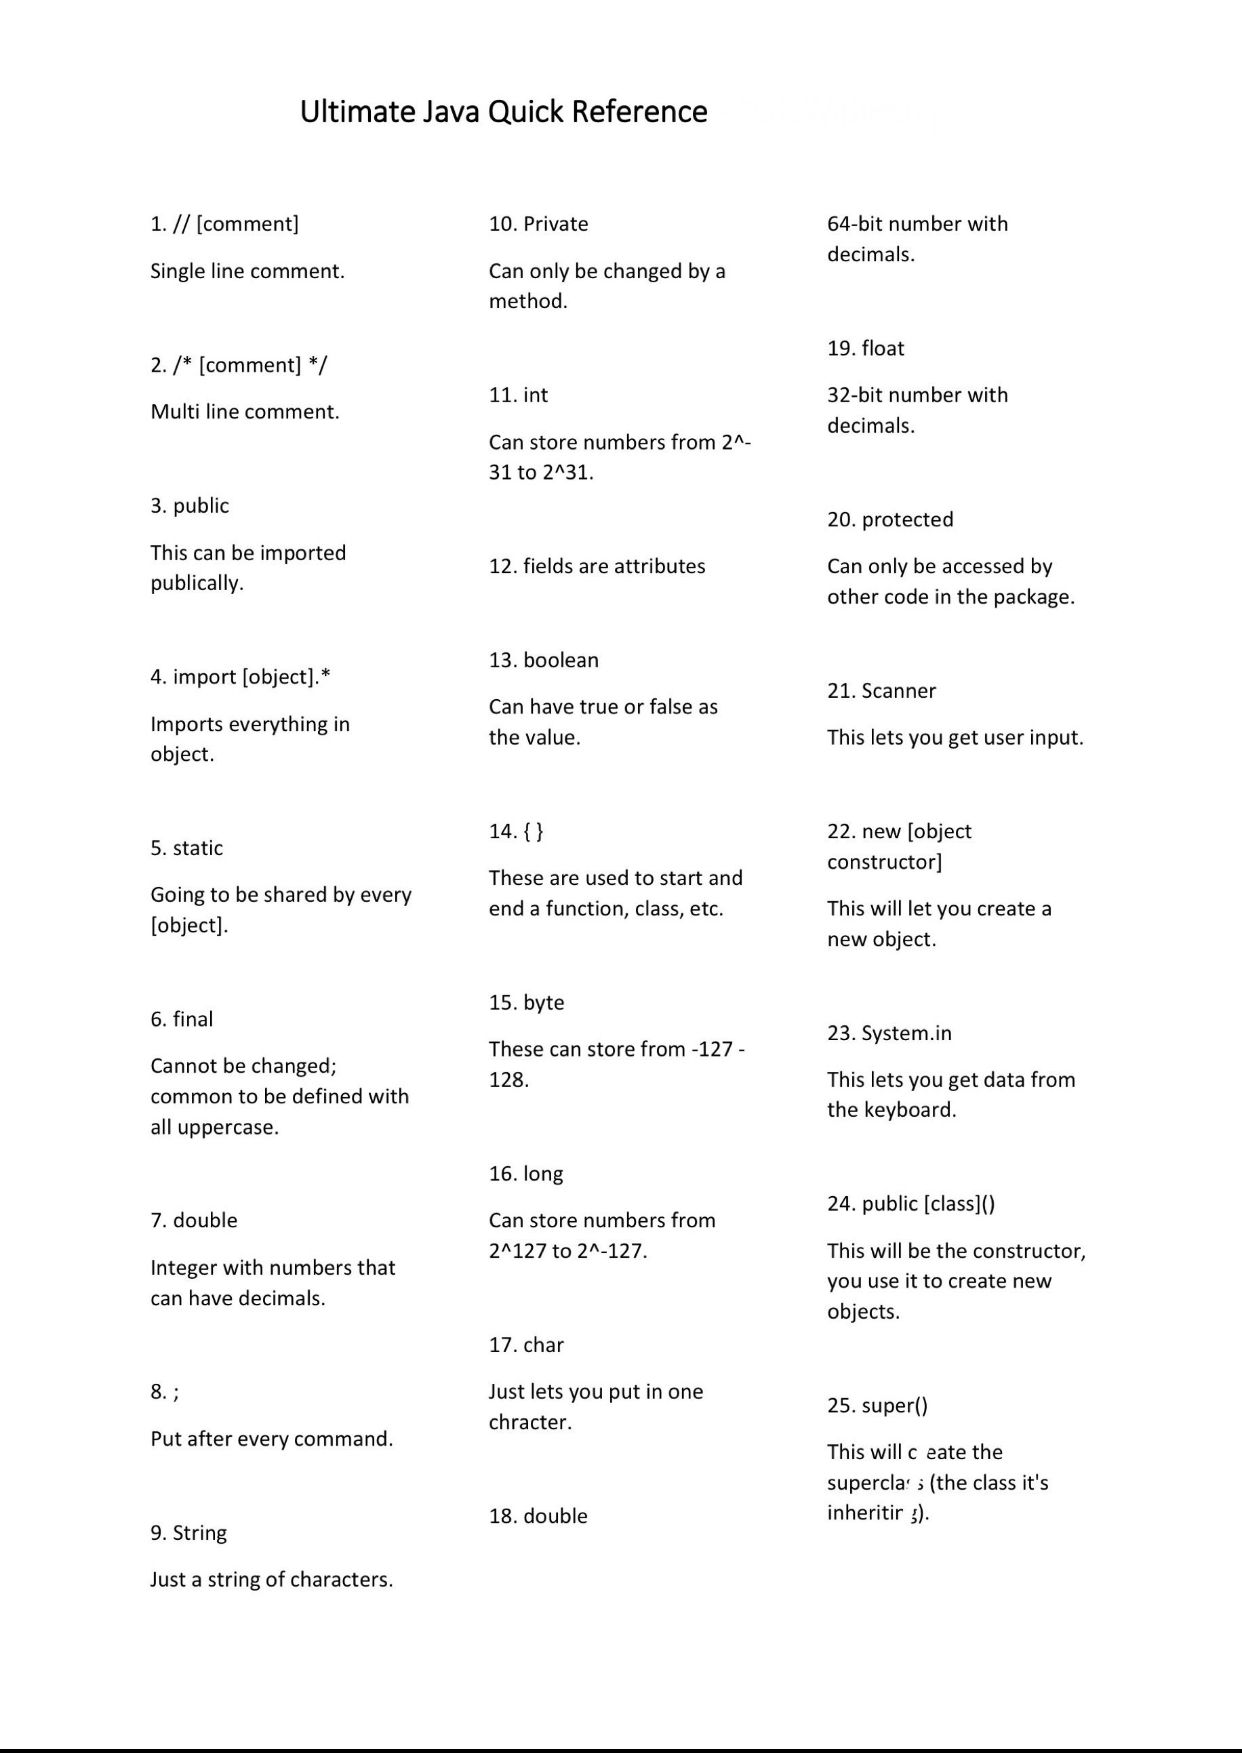 Ultimate Java Quick Reference
1. // [comment]
Single line comment.
2. /* [comment] */
Multi line comment.
3. public
This can be imported
publically.
4. import [object].*
Imports everything in
object.
5. static
Going to be shared by every
[object].
6. final
Cannot be changed;
common to be defined with
all uppercase.
7. double
Integer with numbers that
can have decimals.
8. ;
Put after every command.
9. String
Just a string of characters.
10. Private
Can only be changed by a
method.
11. int
Can store numbers from 2^-
31 to 2^31.
12. fields are attributes
13. boolean
Can have true or false as
the value.
14. { }
These are used to start and
end a function, class, etc.
15. byte
These can store from -127 -
128.
16. long
Can store numbers from
2^127 to 2^-127.
17. char
Just lets you put in one
chracter.
18. double
64-bit number with
decimals.
19. float
32-bit number with
decimals.
20. protected
Can only be accessed by
other code in the package.
21. Scanner
This lets you get user input.
22. new [object
constructor]
This will let you create a
new object.
23. System.in
This lets you get data from
the keyboard.
24. public [class]()
This will be the constructor,
you use it to create new
objects.
25. super()
This will create the
superclass (the class it's
inheriting).